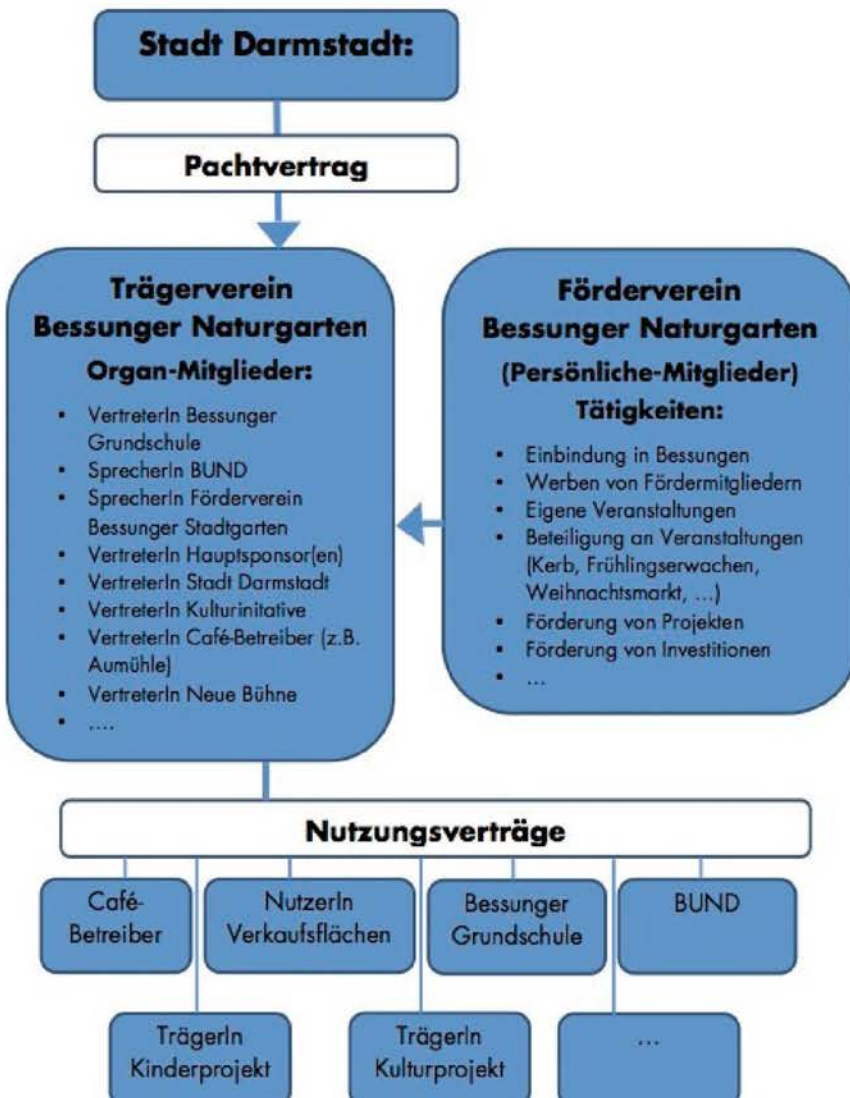 Stadt Darmstadt:
Pachtvertrag
Trägerverein
Bessunger Naturgarten
Organ-Mitglieder:
• VertreterIn Bessunger
Grundschule
• SprecherIn BUND
• SprecherIn Förderverein
Bessunger Stadtgarten
• VertreterIn Hauptsponsor(en)
• VertreterIn Stadt Darmstadt
• VertreterIn Kulturinitative
• VertreterIn Café-Betreiber (z.B.
Aumühle)
• VertreterIn Neue Bühne
• ....
Förderverein
Bessunger Naturgarten
(Persönliche-Mitglieder)
Tätigkeiten:
• Einbindung in Bessungen
• Werben von Fördermitgliedern
• Eigene Veranstaltungen
• Beteiligung an Veranstaltungen
(Kerb, Frühlingserwachen,
Weihnachtsmarkt, ...)
• Förderung von Projekten
• Förderung von Investitionen
• ...
Nutzungsverträge
Café-
Betreiber
NutzerIn
Verkaufsflächen
Bessunger
Grundschule
BUND
TrägerIn
Kinderprojekt
TrägerIn
Kulturprojekt
...